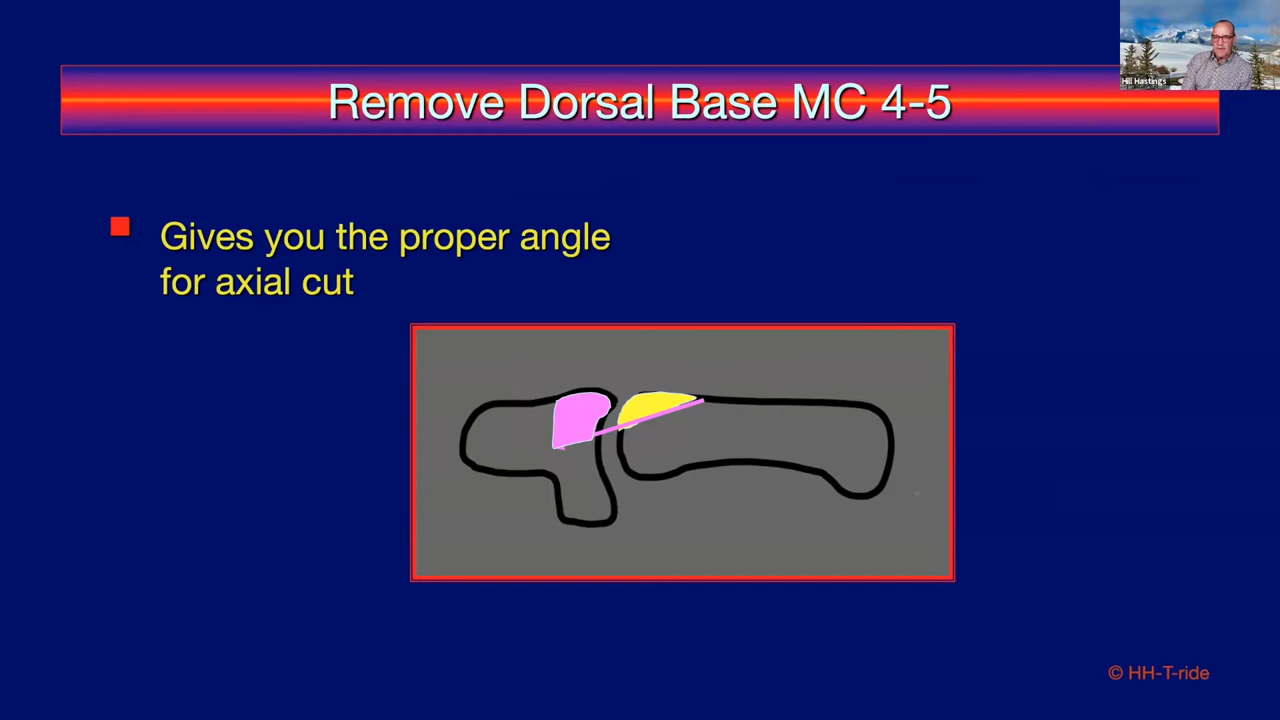 Hill Hastings
Remove Dorsal Base MC 4-5
Gives you the proper angle
for axial cut
© HH-T-ride